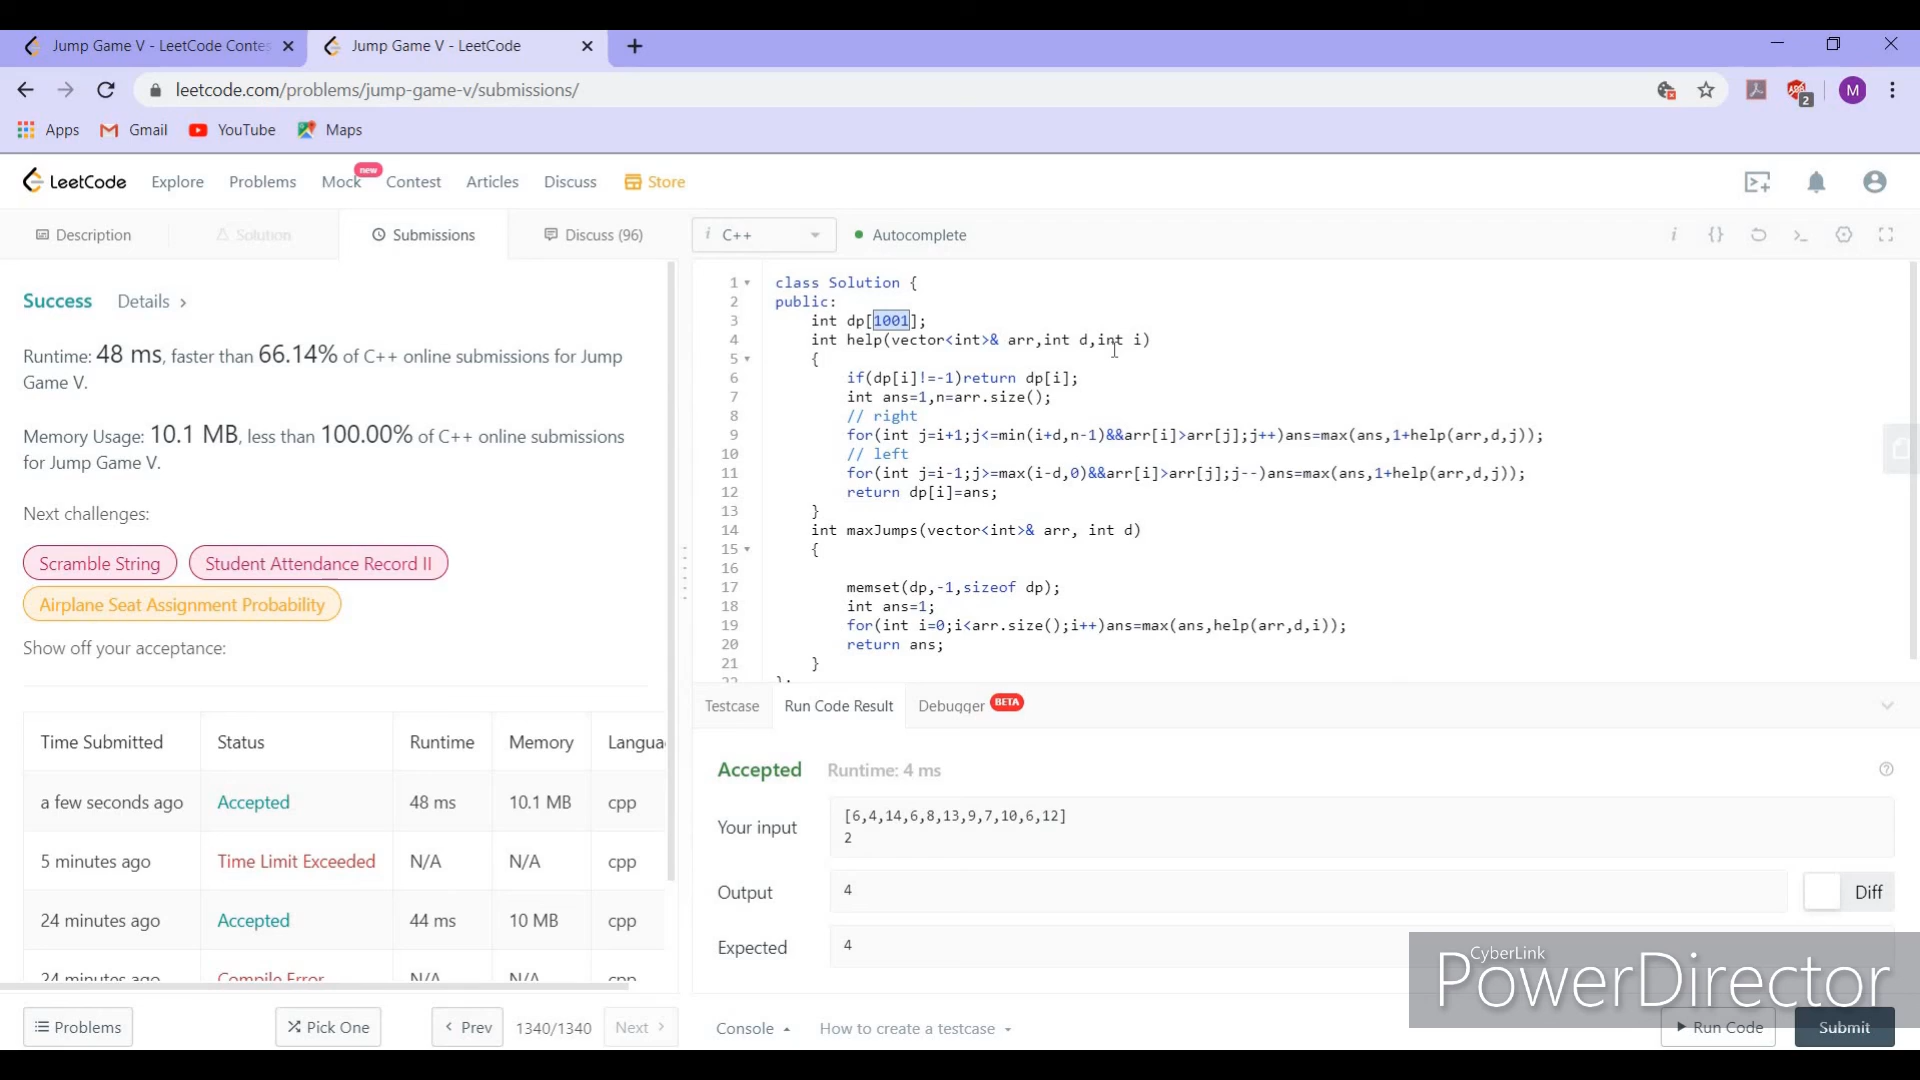 Jump Game V - LeetCode Contes
Jump Game V - LeetCode
leetcode.com/problems/jump-game-v/submissions/
2
M
Apps
Gmail
YouTube
Maps
LeetCode
Explore
Problems
Mock
new
Contest
Articles
Discuss
Store
Description
Solution
Submissions
Discuss (96)
i C++
Autocomplete
Success
Details
Runtime: 48 ms, faster than 66.14% of C++ online submissions for Jump
Game V.
Memory Usage: 10.1 MB, less than 100.00% of C++ online submissions
for Jump Game V.
Next challenges:
Scramble String
Student Attendance Record II
Airplane Seat Assignment Probability
Show off your acceptance:
Time Submitted Status Runtime Memory Langua
a few seconds ago Accepted 48 ms 10.1 MB cpp
5 minutes ago Time Limit Exceeded N/A N/A cpp
24 minutes ago Accepted 44 ms 10 MB cpp
24 minutes ago Compile Error N/A N/A cpp
1 class Solution {
2 public:
3 int dp[1001];
4 int help(vector<int>& arr,int d,int i)
5 {
6 if(dp[i]!=-1)return dp[i];
7 int ans=1,n=arr.size();
8 // right
9 for(int j=i+1;j<=min(i+d,n-1)&&arr[i]>arr[j];j++)ans=max(ans,1+help(arr,d,j));
10 // left
11 for(int j=i-1;j>=max(i-d,0)&&arr[i]>arr[j];j--)ans=max(ans,1+help(arr,d,j));
12 return dp[i]=ans;
13 }
14 int maxJumps(vector<int>& arr, int d)
15 {
16
17 memset(dp,-1,sizeof dp);
18 int ans=1;
19 for(int i=0;i<arr.size();i++)ans=max(ans,help(arr,d,i));
20 return ans;
21 }
22 };
Testcase
Run Code Result
Debugger
BETA
Accepted
Runtime: 4 ms
Your input
[6,4,14,6,8,13,9,7,10,6,12]
2
Output
4
Diff
Expected
4
CyberLink
PowerDirector
Problems
Pick One
Prev
1340/1340
Next
Console
How to create a testcase
Run Code
Submit